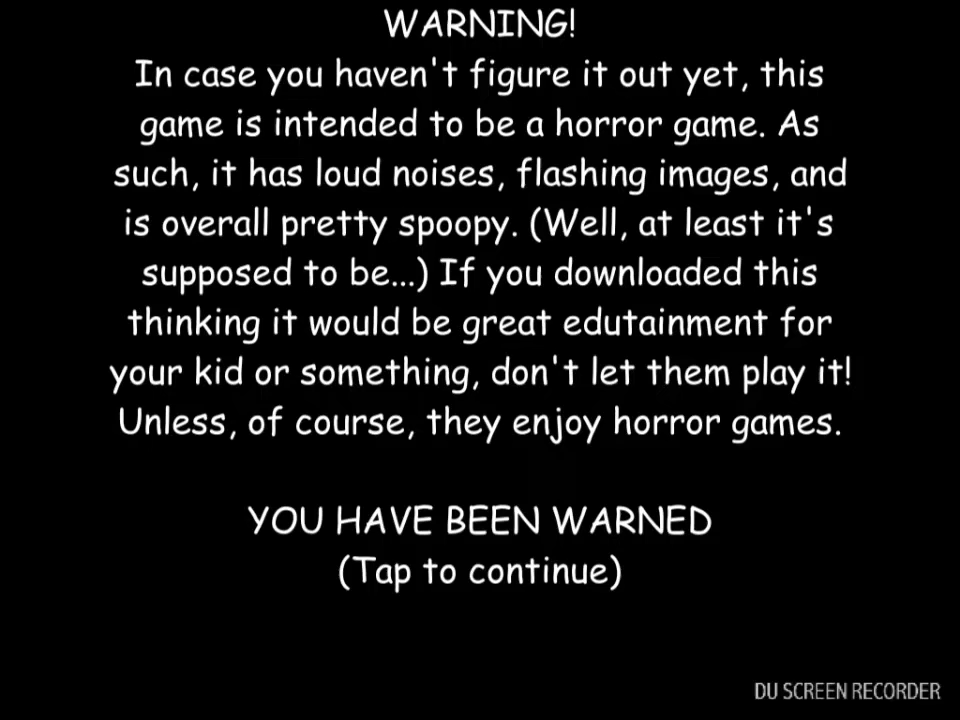 WARNING!
In case you haven't figure it out yet, this
game is intended to be a horror game. As
such, it has loud noises, flashing images, and
is overall pretty spoopy. (Well, at least it's
supposed to be...) If you downloaded this
thinking it would be great edutainment for
your kid or something, don't let them play it!
Unless, of course, they enjoy horror games.
YOU HAVE BEEN WARNED
(Tap to continue)
DU SCREEN RECORDER